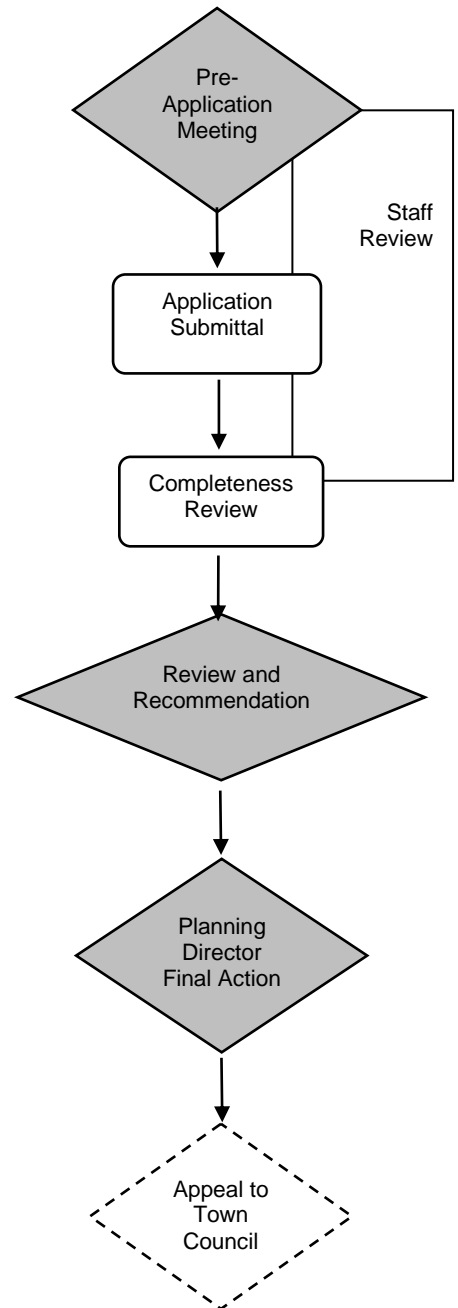 Pre-
Application
Meeting
Staff
Review
Application
Submittal
Completeness
Review
Review and
Recommendation
Planning
Director
Final Action
Appeal to
Town
Council